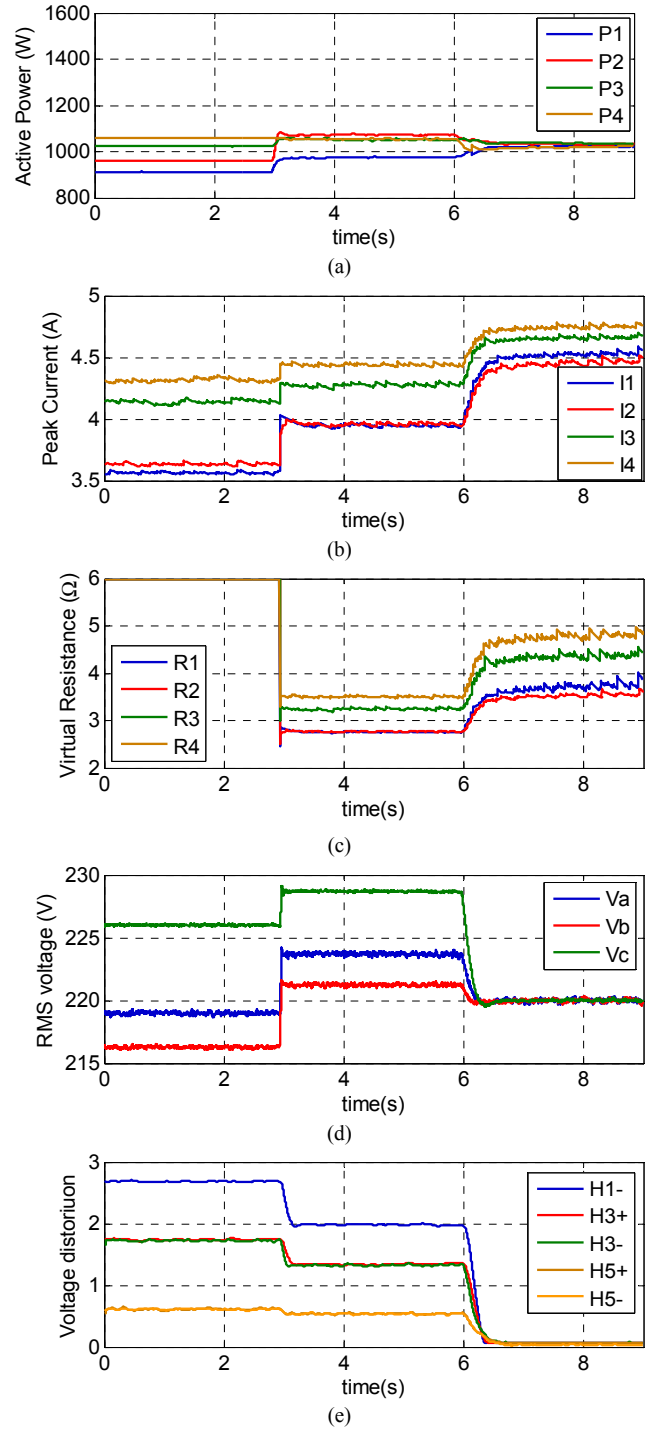 1600
1400
1200
1000
800
Active Power (W)
P1
P2
P3
P4
0 2 4 6 8
time(s)
(a)
5
4.5
4
3.5
Peak Current (A)
I1
I2
I3
I4
0 2 4 6 8
time(s)
(b)
6
5
4
3
2
Virtual Resistance (Ω)
R1
R2
R3
R4
0 2 4 6 8
time(s)
(c)
230
225
220
215
RMS voltage (V)
Va
Vb
Vc
0 2 4 6 8
time(s)
(d)
3
2
1
0
Voltage distoriuon
H1-
H3+
H3-
H5+
H5-
0 2 4 6 8
time(s)
(e)